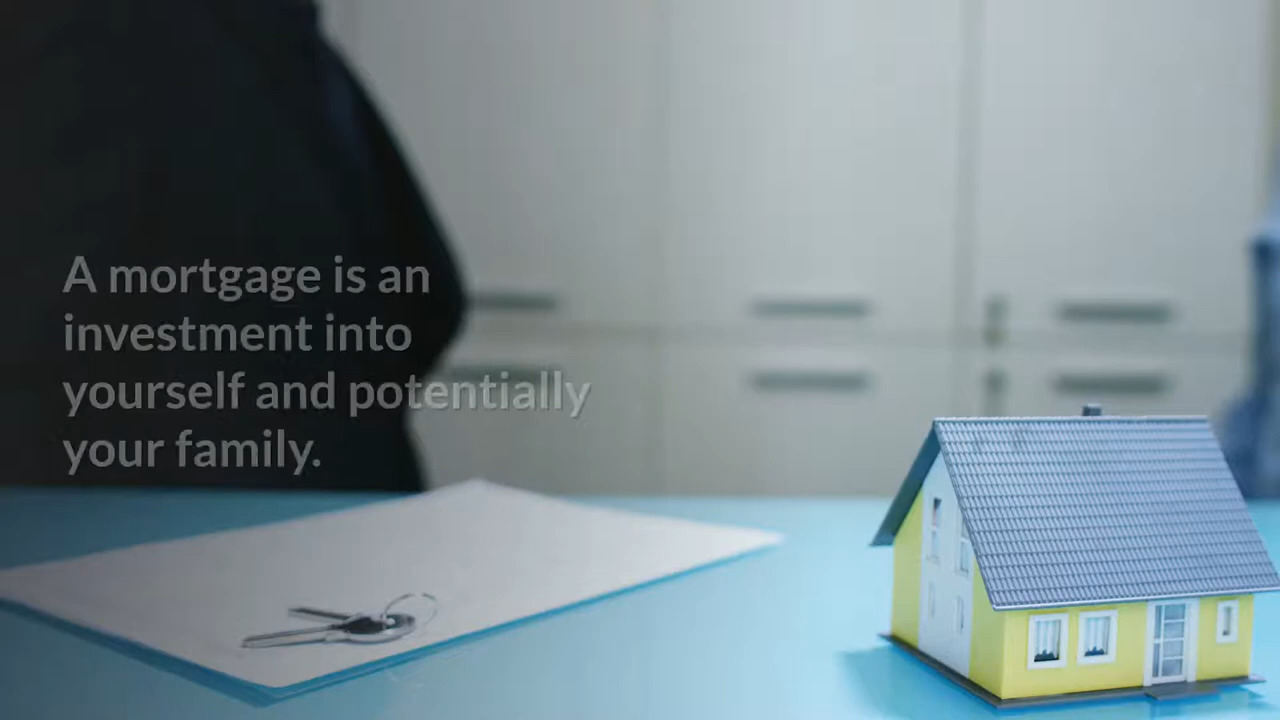 A mortgage is an
investment into
yourself and potentially
your family.